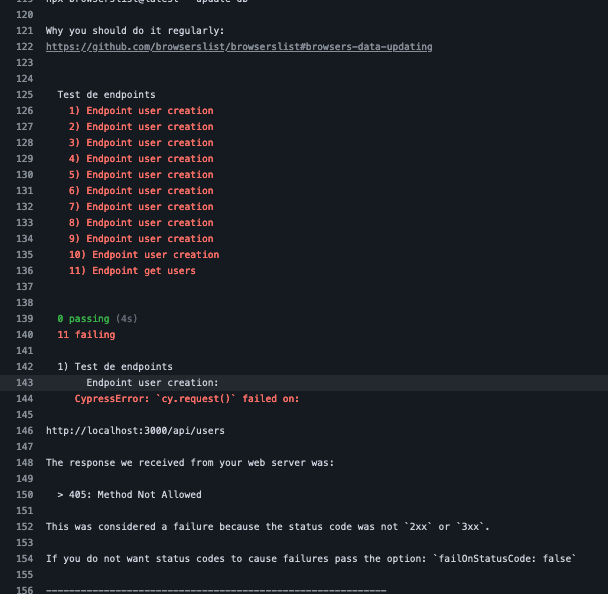 120
121 Why you should do it regularly:
122 https://github.com/browserslist/browserslist#browsers-data-updating
123
124
125 Test de endpoints
126 1) Endpoint user creation
127 2) Endpoint user creation
128 3) Endpoint user creation
129 4) Endpoint user creation
130 5) Endpoint user creation
131 6) Endpoint user creation
132 7) Endpoint user creation
133 8) Endpoint user creation
134 9) Endpoint user creation
135 10) Endpoint user creation
136 11) Endpoint get users
137
138
139 0 passing (4s)
140 11 failing
141
142 1) Test de endpoints
143 Endpoint user creation:
144 CypressError: `cy.request()` failed on:
145
146 http://localhost:3000/api/users
147
148 The response we received from your web server was:
149
150 > 405: Method Not Allowed
151
152 This was considered a failure because the status code was not `2xx` or `3xx`.
153
154 If you do not want status codes to cause failures pass the option: `failOnStatusCode: false`
155
156 -----------------------------------------------------------